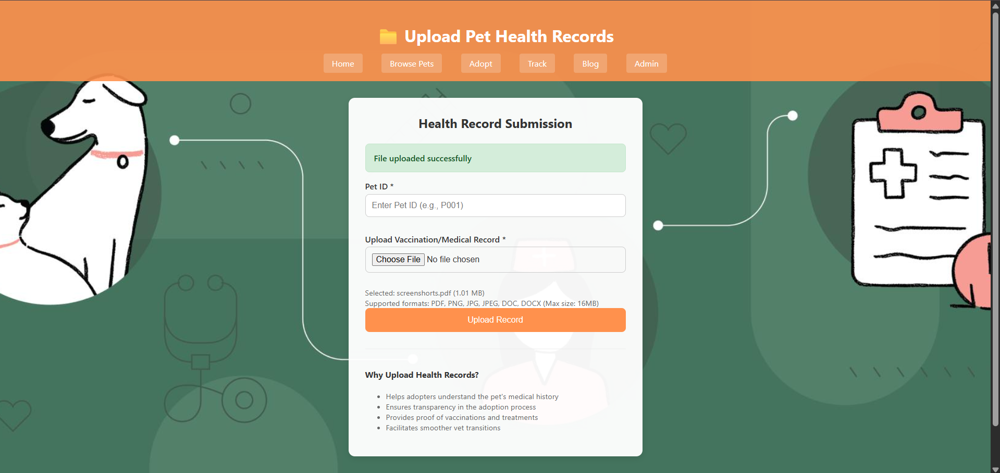 Upload Pet Health Records
Home Browse Pets Adopt Track Blog Admin
Health Record Submission
File uploaded successfully
Pet ID *
Enter Pet ID (e.g., P001)
Upload Vaccination/Medical Record *
Choose File No file chosen
Selected: screenshorts.pdf (1.01 MB)
Supported formats: PDF, PNG, JPG, JPEG, DOC, DOCX (Max size: 16MB)
Upload Record
Why Upload Health Records?
• Helps adopters understand the pet's medical history
• Ensures transparency in the adoption process
• Provides proof of vaccinations and treatments
• Facilitates smoother vet transitions